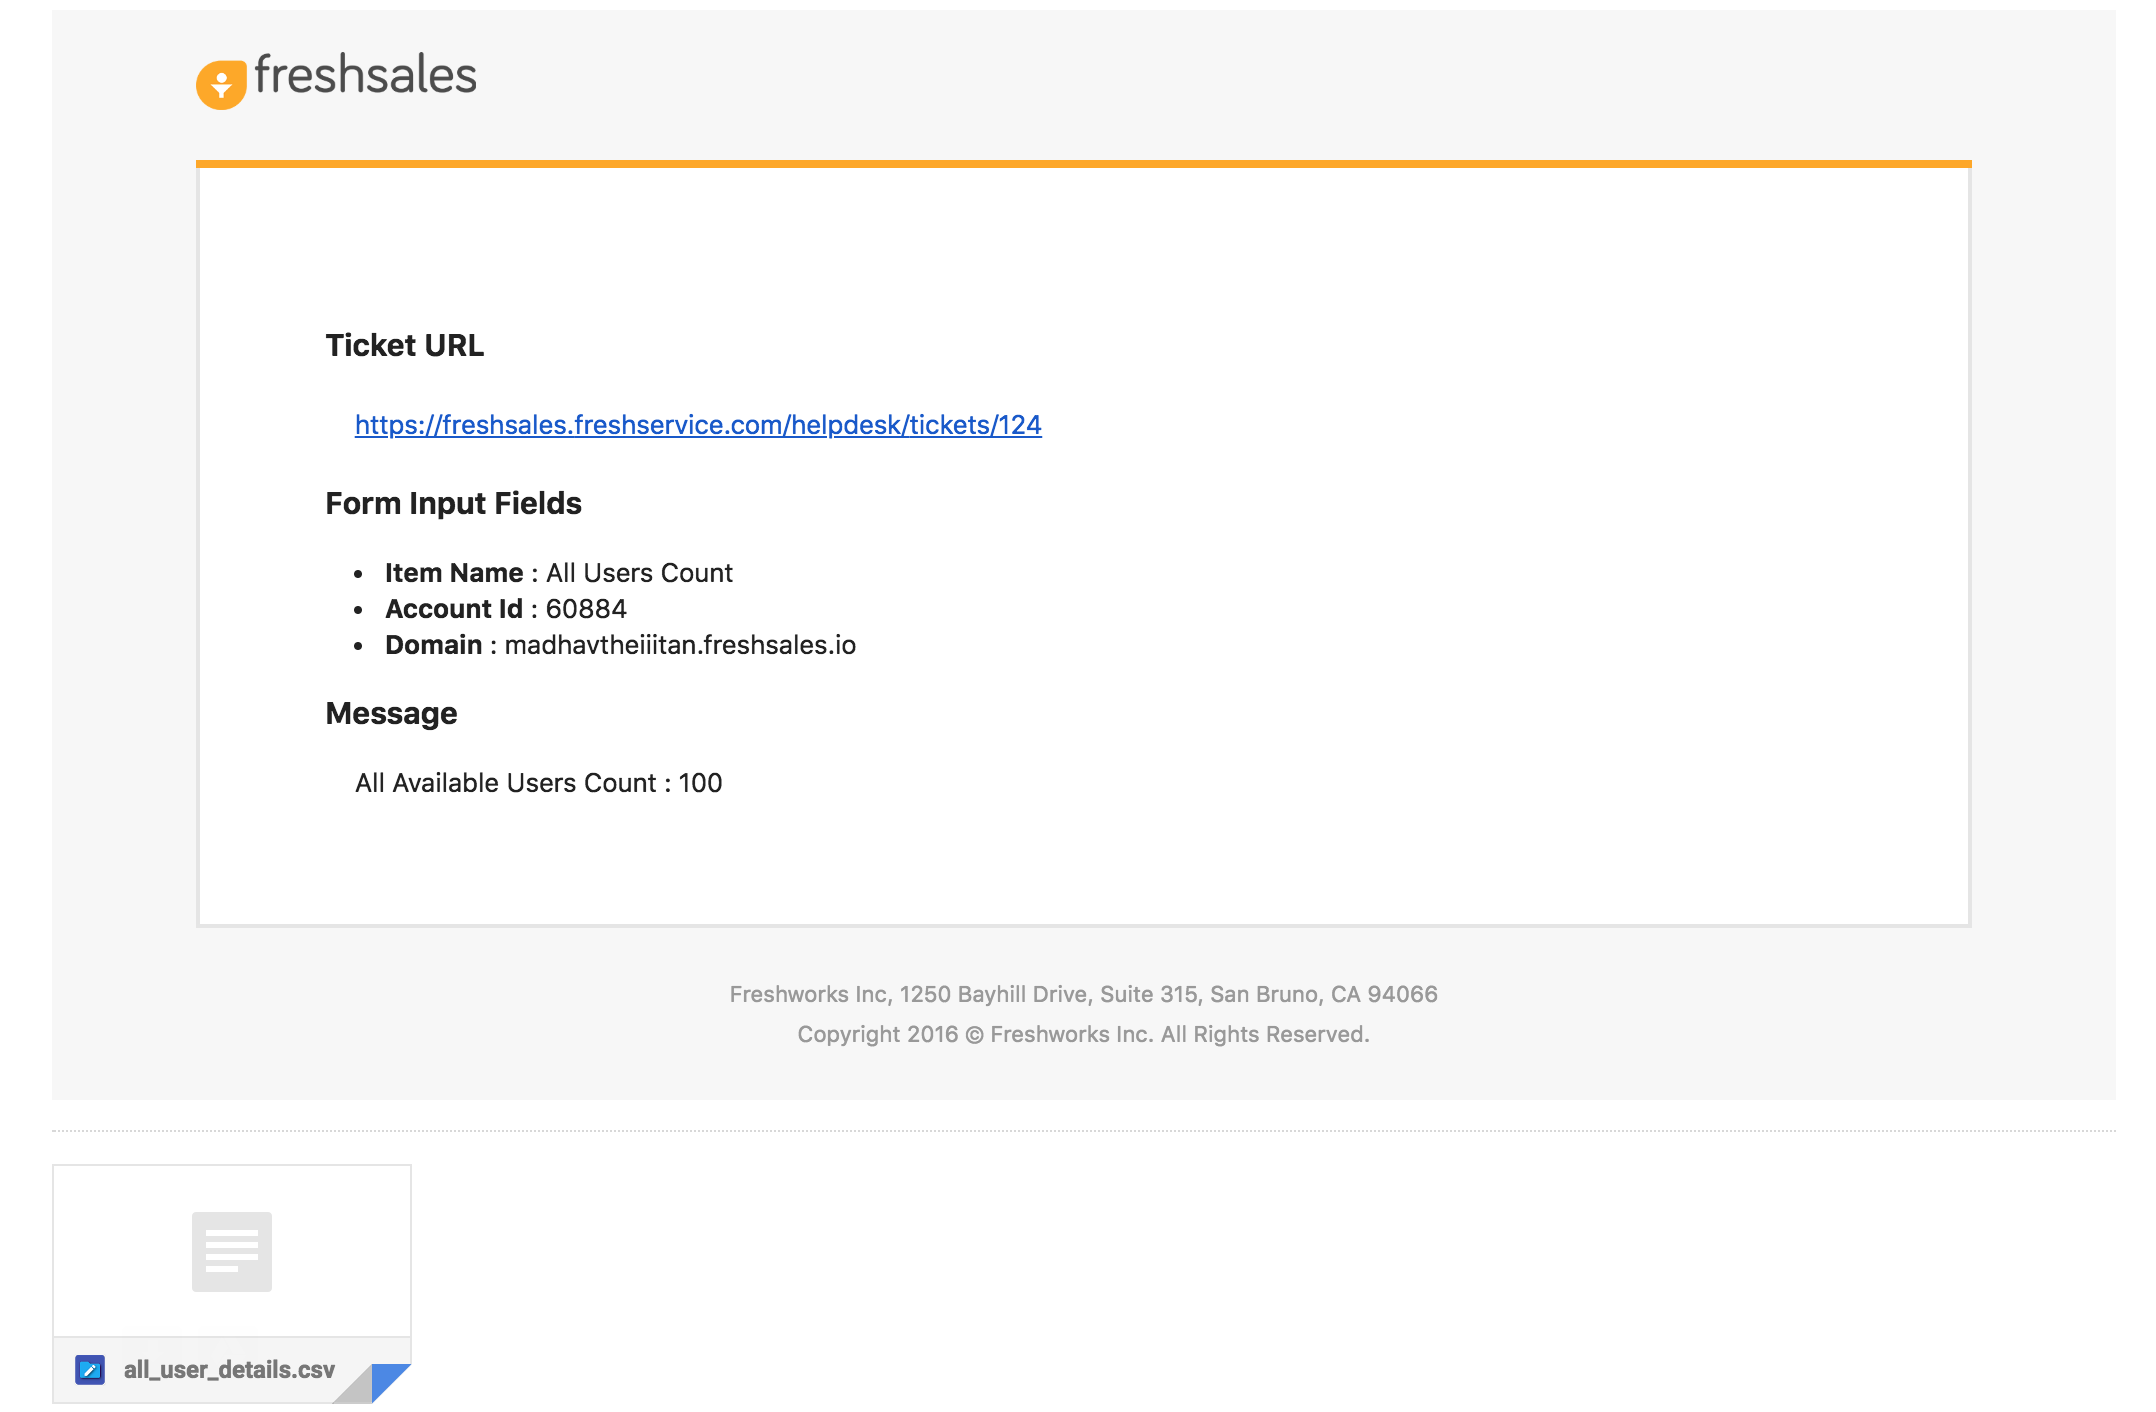 freshsales
Ticket URL
https://freshsales.freshservice.com/helpdesk/tickets/124
Form Input Fields
• Item Name : All Users Count
• Account Id : 60884
• Domain : madhavtheiiitan.freshsales.io
Message
All Available Users Count : 100
Freshworks Inc, 1250 Bayhill Drive, Suite 315, San Bruno, CA 94066
Copyright 2016 © Freshworks Inc. All Rights Reserved.
all_user_details.csv